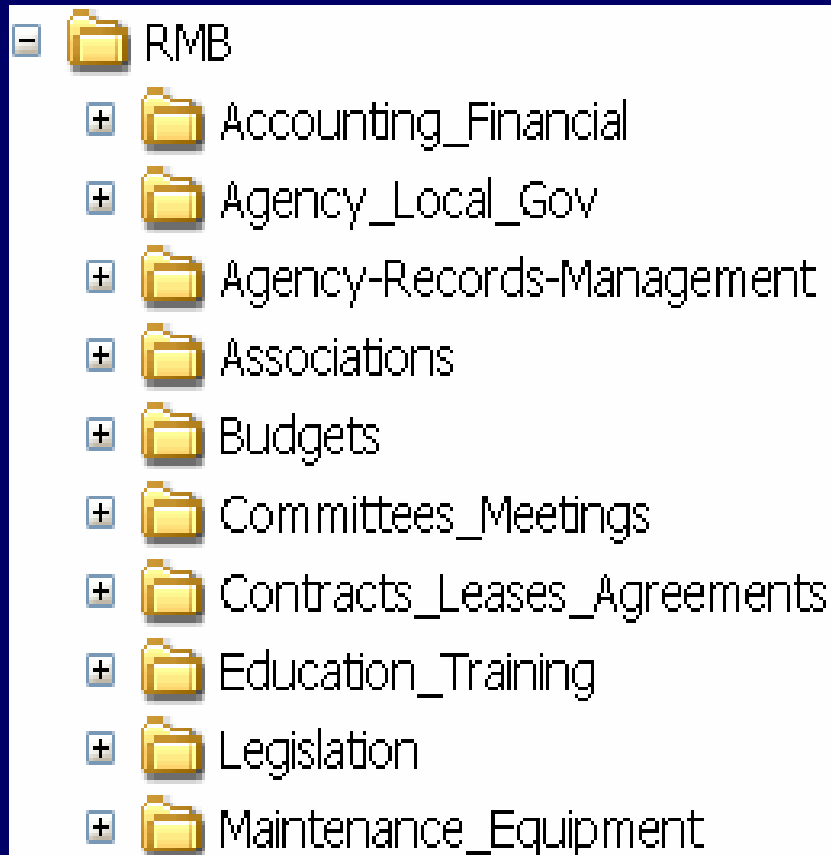 RMB
Accounting_Financial
Agency_Local_Gov
Agency-Records-Management
Associations
Budgets
Committees_Meetings
Contracts_Leases_Agreements
Education_Training
Legislation
Maintenance_Equipment